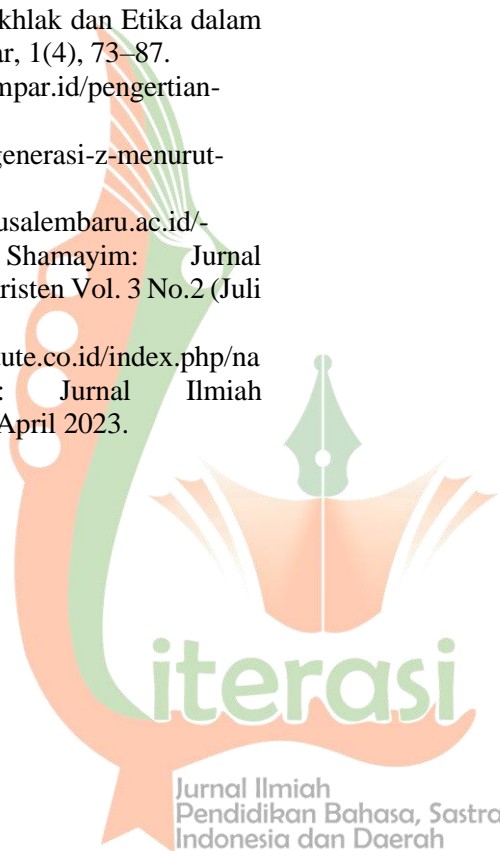 khlak dan Etika dalam
ar, 1(4), 73–87.
mpar.id/pengertian-
generasi-z-menurut-
usalembaru.ac.id/-
Shamayim: Jurnal
risten Vol. 3 No.2 (Juli
ute.co.id/index.php/na
: Jurnal Ilmiah
April 2023.
iterasi
Jurnal Ilmiah
Pendidikan Bahasa, Sastra
Indonesia dan Daerah